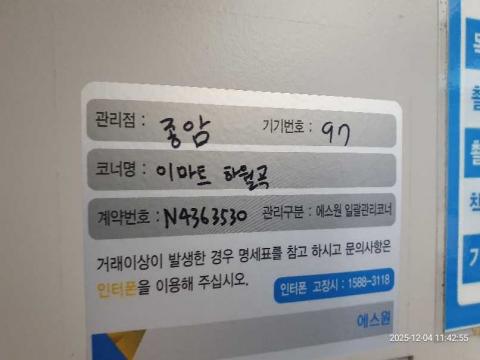 관리점 : 종암 기기번호 : 97
코너명 : 이마트 하월곡
계약번호 : N4363530 관리구분 : 에스원 일괄관리코너
거래이상이 발생한 경우 명세표를 참고 하시고 문의사항은
인터폰을 이용해 주십시오.
인터폰 고장시 : 1588-3118
에스원
2025-12-04 11:42:55